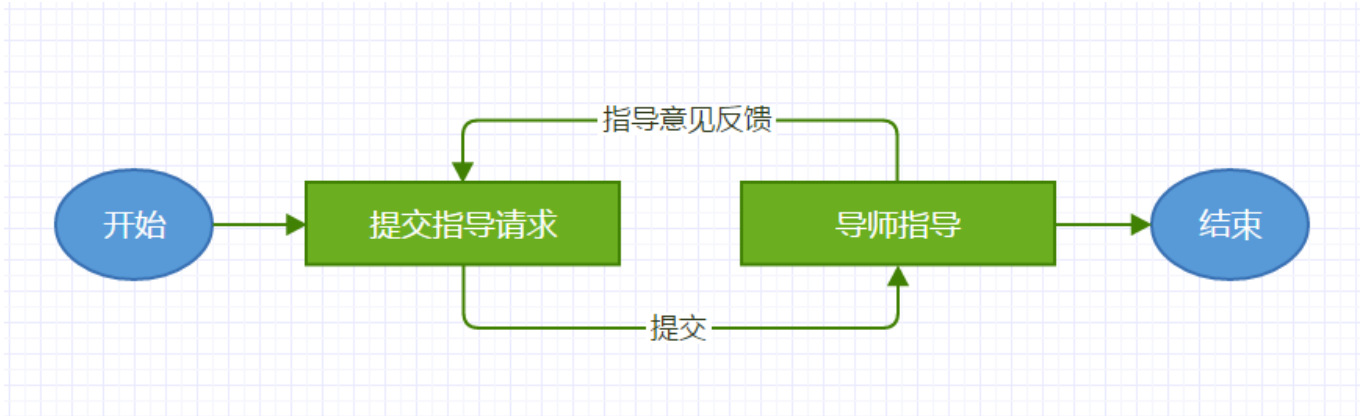 指导意见反馈
开始
提交指导请求
导师指导
结束
提交